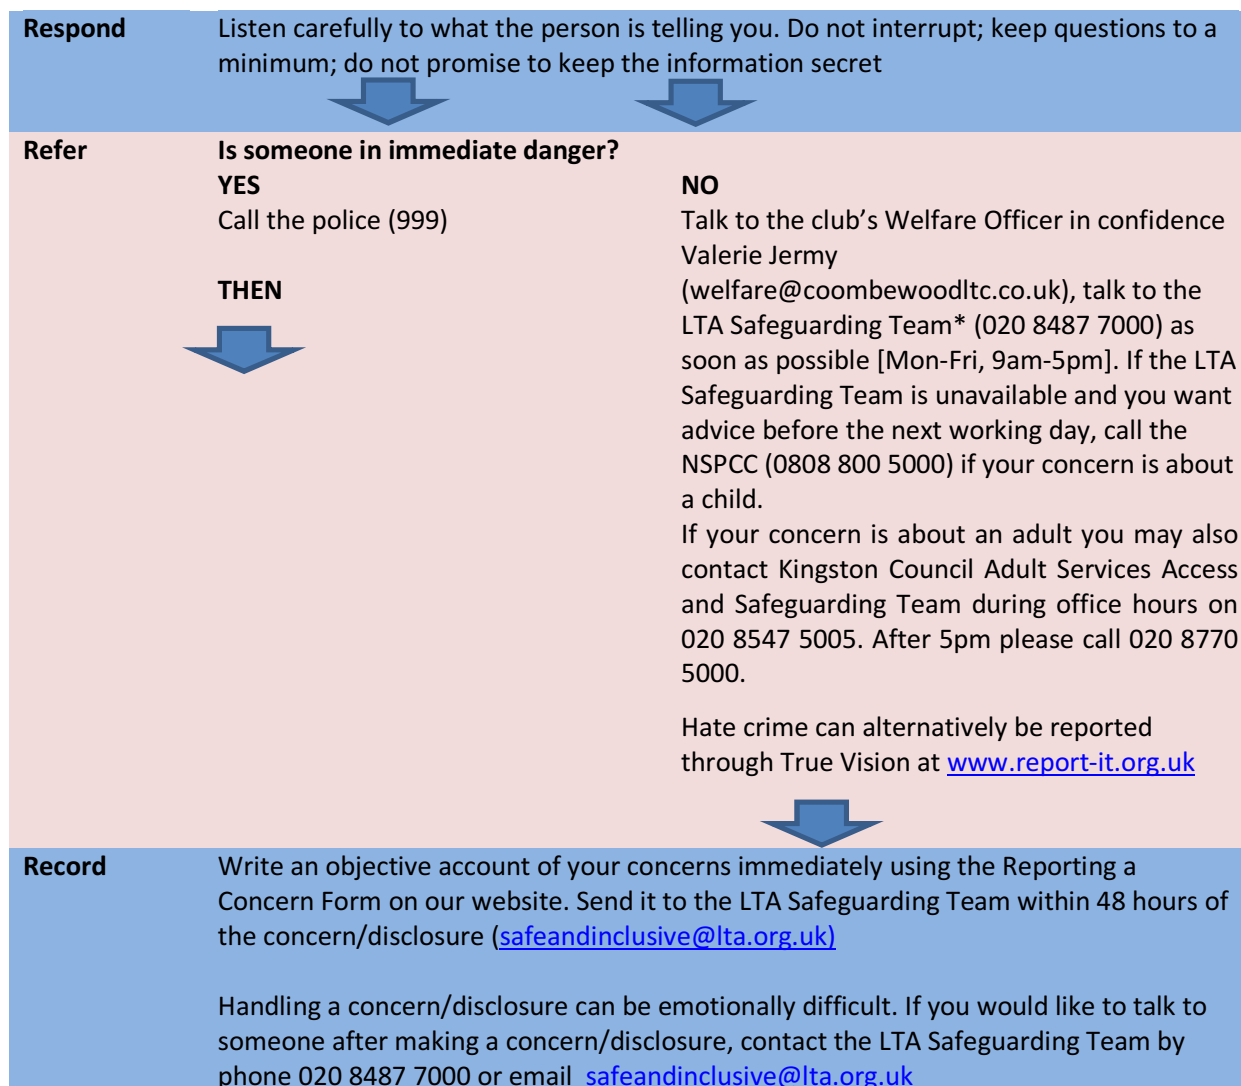 Respond
Listen carefully to what the person is telling you. Do not interrupt; keep questions to a
minimum; do not promise to keep the information secret
Refer
Is someone in immediate danger?
YES
Call the police (999)
THEN
NO
Talk to the club’s Welfare Officer in confidence
Valerie Jermy
(welfare@coombewoodltc.co.uk), talk to the
LTA Safeguarding Team* (020 8487 7000) as
soon as possible [Mon-Fri, 9am-5pm]. If the LTA
Safeguarding Team is unavailable and you want
advice before the next working day, call the
NSPCC (0808 800 5000) if your concern is about
a child.
If your concern is about an adult you may also
contact Kingston Council Adult Services Access
and Safeguarding Team during office hours on
020 8547 5005. After 5pm please call 020 8770
5000.
Hate crime can alternatively be reported
through True Vision at www.report-it.org.uk
Record
Write an objective account of your concerns immediately using the Reporting a
Concern Form on our website. Send it to the LTA Safeguarding Team within 48 hours of
the concern/disclosure (safeandinclusive@lta.org.uk)
Handling a concern/disclosure can be emotionally difficult. If you would like to talk to
someone after making a concern/disclosure, contact the LTA Safeguarding Team by
phone 020 8487 7000 or email safeandinclusive@lta.org.uk